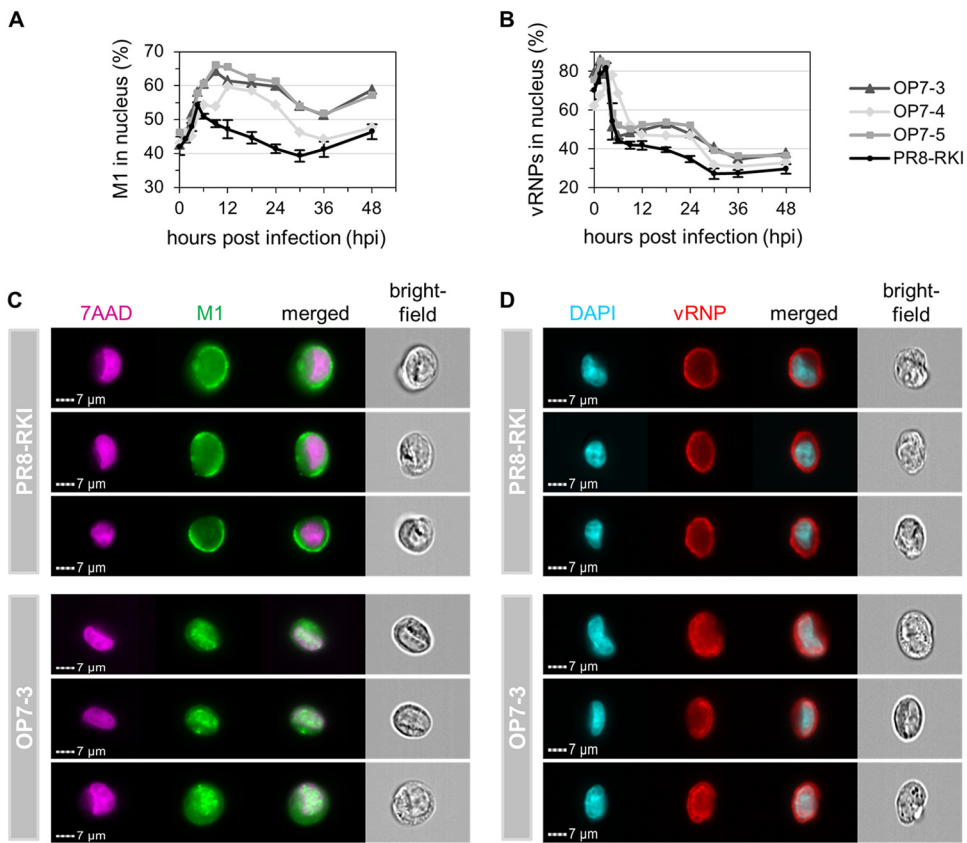 A
M1 in nucleus (%)
70
60
50
40
30
0 12 24 36 48
hours post infection (hpi)
B
vRNPs in nucleus (%)
80
60
40
20
0 12 24 36 48
hours post infection (hpi)
OP7-3
OP7-4
OP7-5
PR8-RKI
C
7AAD M1 merged bright-
field
PR8-RKI
7 µm
7 µm
7 µm
OP7-3
7 µm
7 µm
7 µm
D
DAPI vRNP merged bright-
field
PR8-RKI
7 µm
7 µm
7 µm
OP7-3
7 µm
7 µm
7 µm